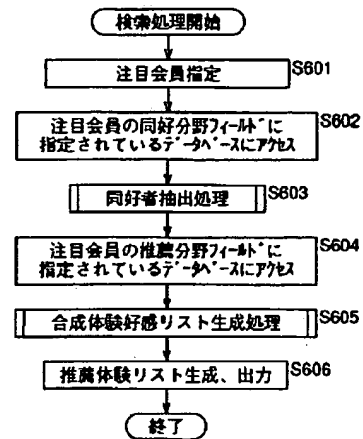 検索処理開始
注目会員指定
S601
注目会員の同好分野フィールドに
指定されているデータベースにアクセス
S602
同好者抽出処理
S603
注目会員の推薦分野フィールドに
指定されているデータベースにアクセス
S604
合成体験好感リスト生成処理
S605
推薦体験リスト生成、出力
S606
終了